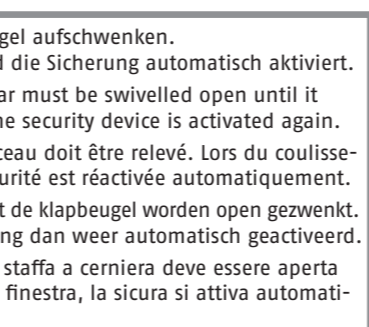 gel aufschwenken.
d die Sicherung automatisch aktiviert.
ar must be swivelled open until it
he security device is activated again.
ceau doit être relevé. Lors du coulisse-
urité est réactivée automatiquement.
t de klapbeugel worden open gezwenkt.
ng dan weer automatisch geactiveerd.
staffa a cerniera deve essere aperta
finestra, la sicura si attiva automati-